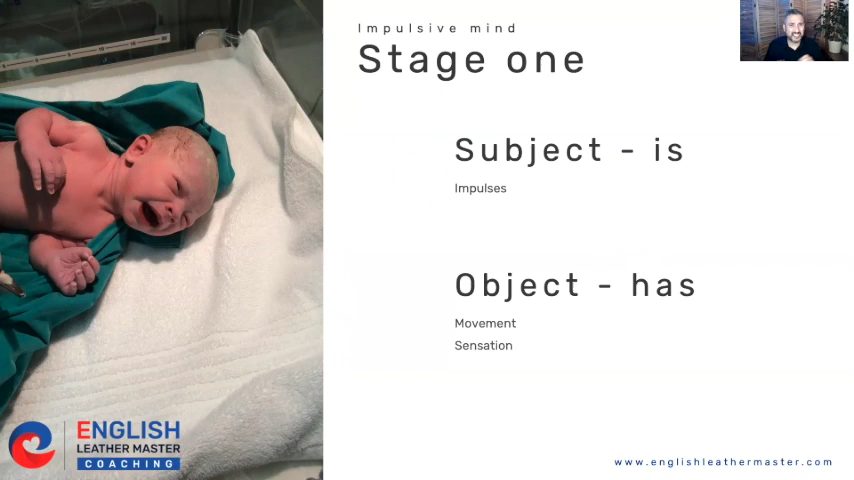 Impulsive mind
Stage one
Subject - is
Impulses
Object - has
Movement
Sensation
ENGLISH
LEATHER MASTER
COACHING
www.englishleathermaster.com